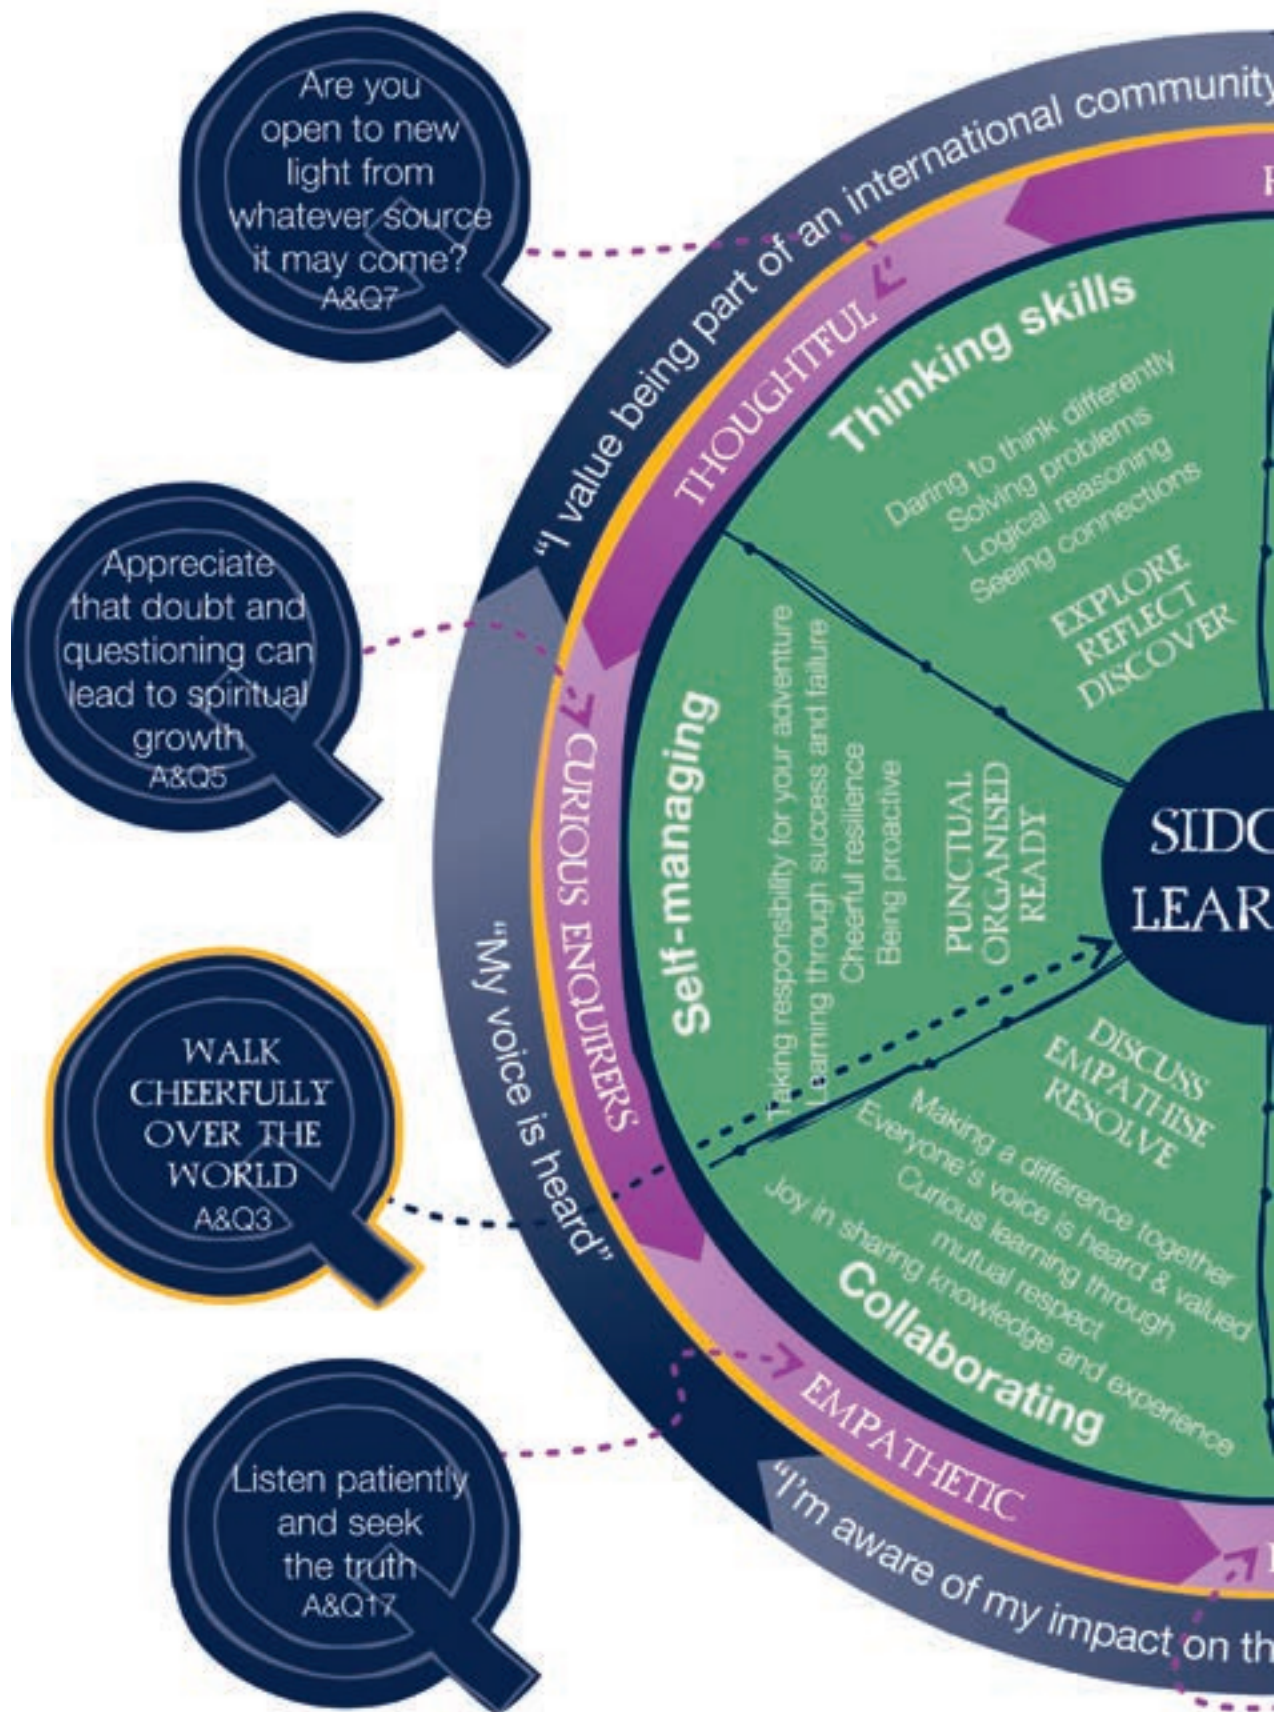 Are you
open to new
light from
whatever source
it may come?
A&Q7
Appreciate
that doubt and
questioning can
lead to spiritual
growth
A&Q5
WALK
CHEERFULLY
OVER THE
WORLD
A&Q3
Listen patiently
and seek
the truth
A&Q17
"I value being part of an international community
"My voice is heard"
"I'm aware of my impact on th
THOUGHTFUL
CURIOUS ENQUIRERS
EMPATHETIC
Thinking skills
Daring to think differently
Solving problems
Logical reasoning
Seeing connections
EXPLORE
REFLECT
DISCOVER
Self-managing
Taking responsibility for your adventure
Learning through success and failure
Cheerful resilience
Being proactive
PUNCTUAL
ORGANISED
READY
DISCUSS
EMPATHISE
RESOLVE
Making a difference together
Everyone's voice is heard & valued
Curious learning through
mutual respect
Joy in sharing knowledge and experience
Collaborating
SIDC
LEAR